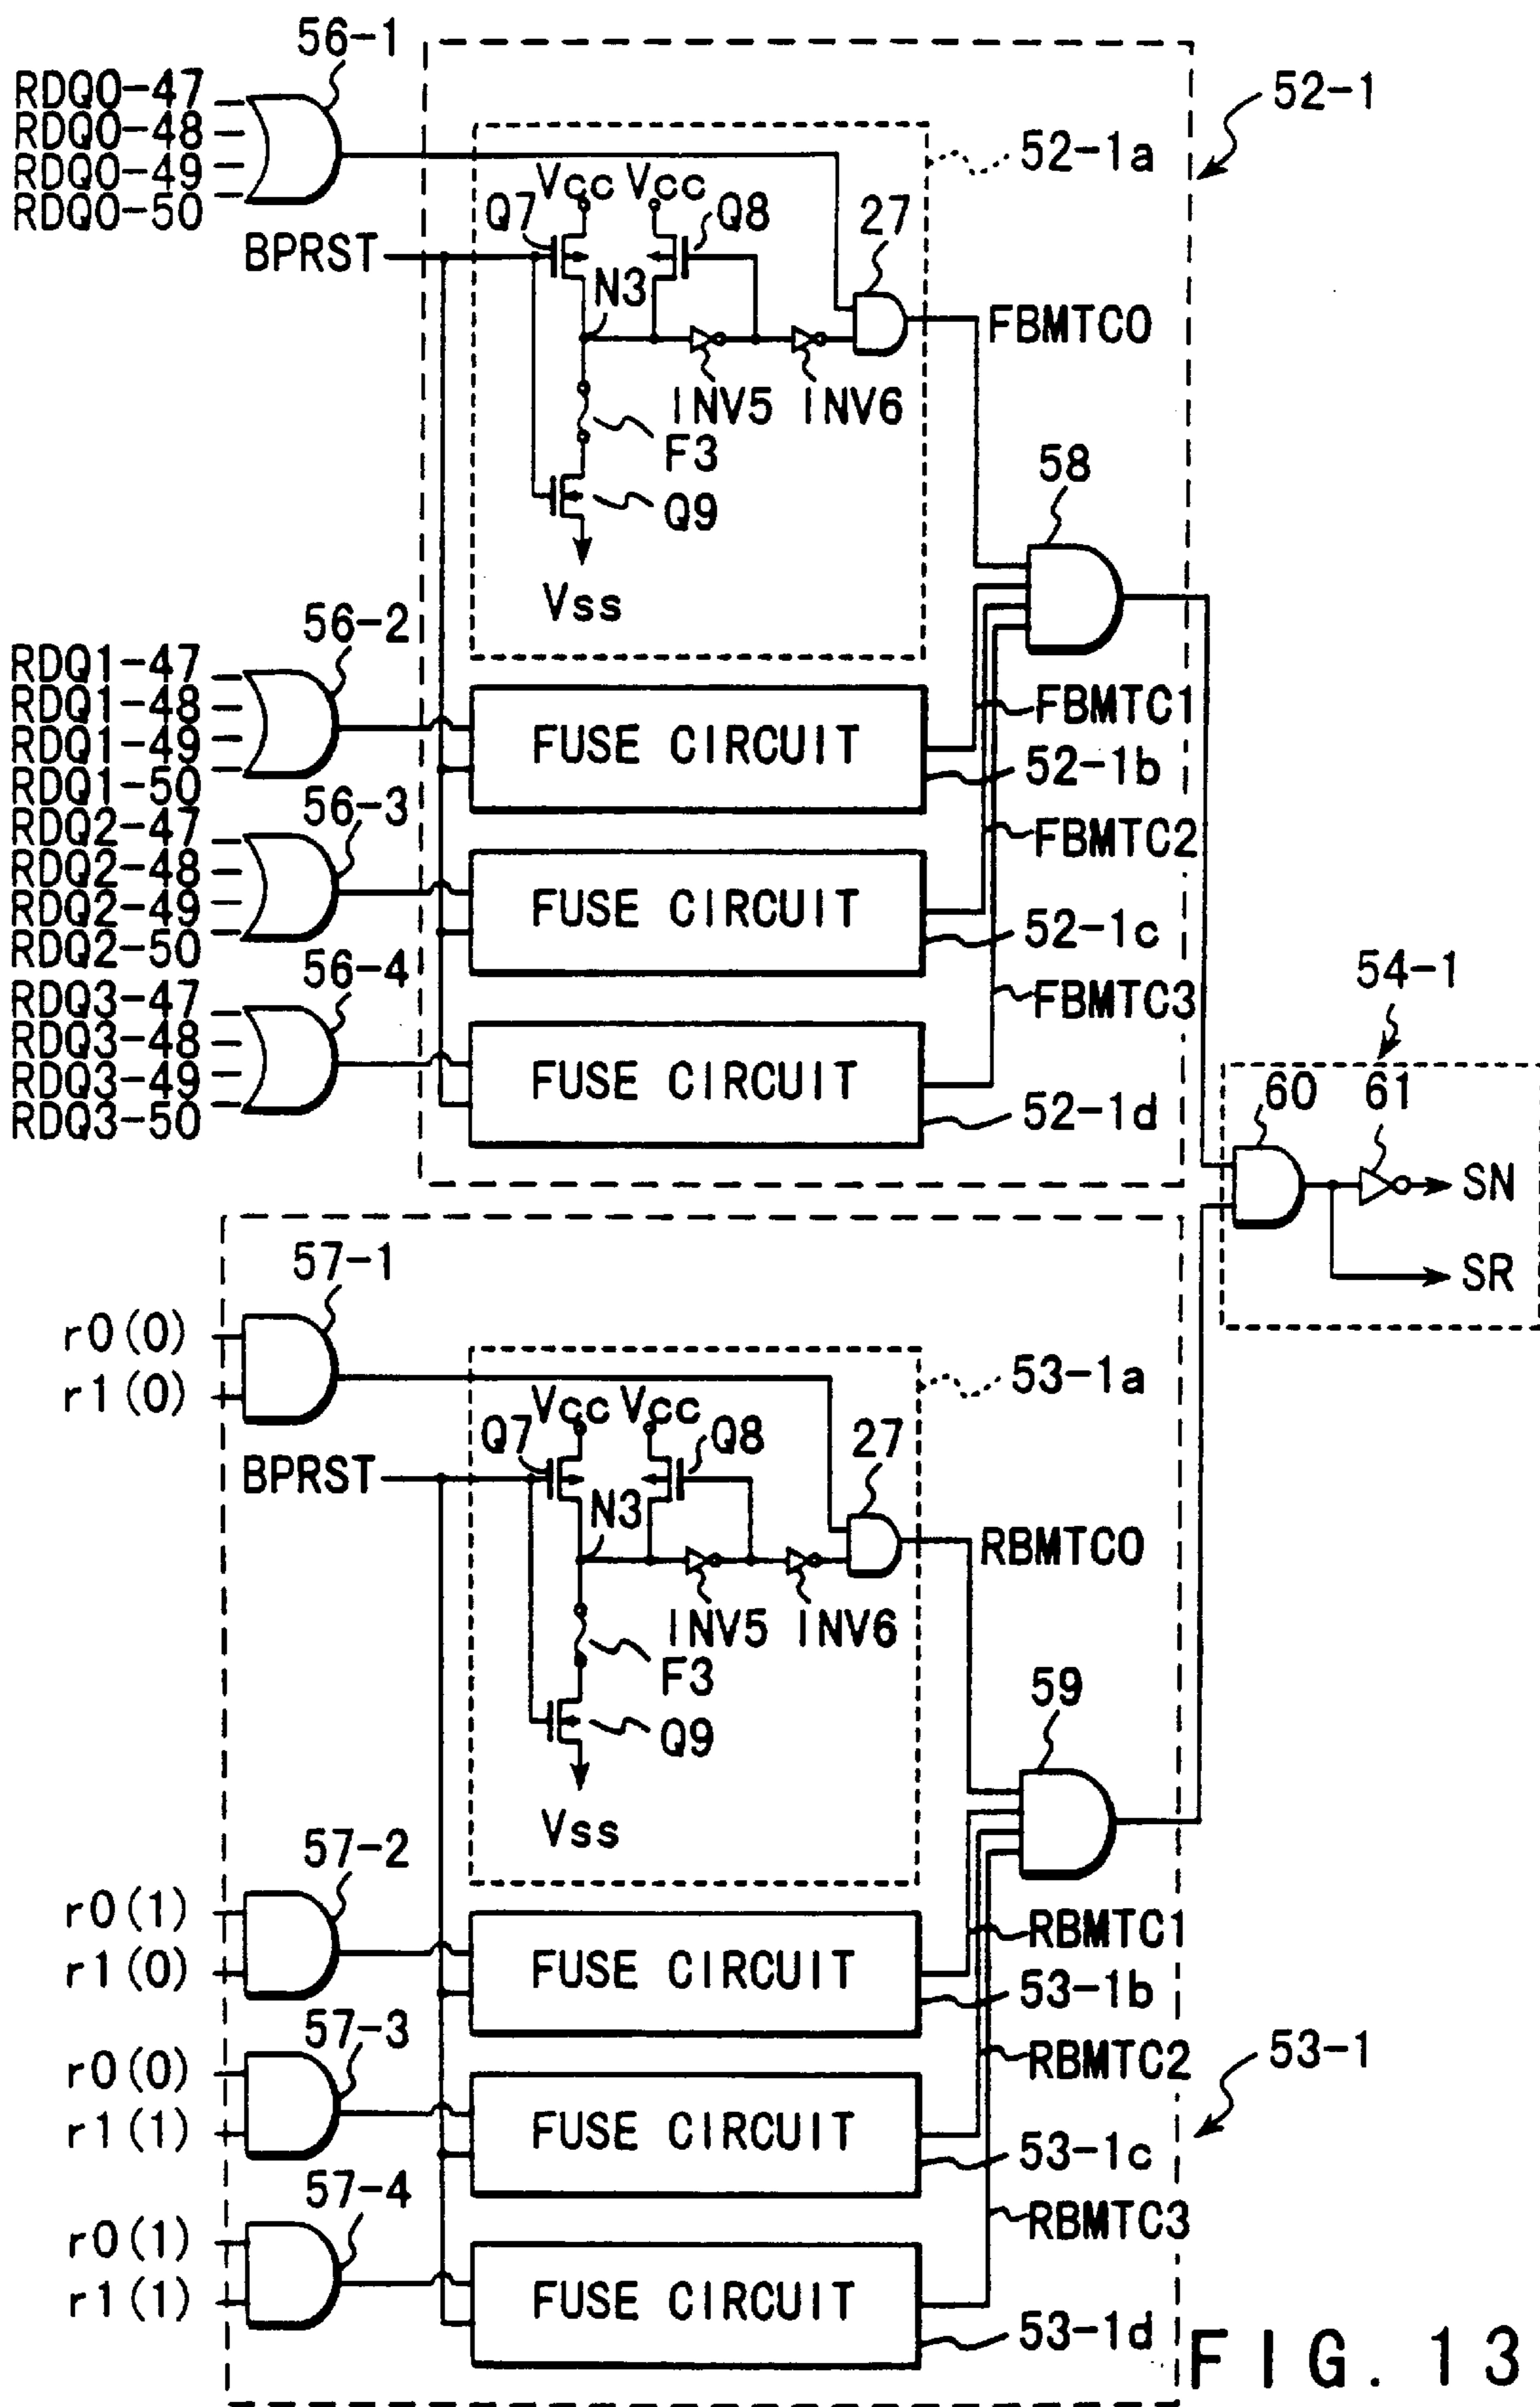 56-1
RDQ0-47
RDQ0-48
RDQ0-49
RDQ0-50
52-1
52-1a
Vcc Vcc
Q7
Q8
27
BPRST
N3
FBMTC0
INV5 INV6
F3
Q9
58
Vss
56-2
RDQ1-47
RDQ1-48
RDQ1-49
RDQ1-50
FUSE CIRCUIT
FBMTC1
52-1b
56-3
RDQ2-47
RDQ2-48
RDQ2-49
RDQ2-50
FUSE CIRCUIT
FBMTC2
52-1c
56-4
RDQ3-47
RDQ3-48
RDQ3-49
RDQ3-50
FUSE CIRCUIT
FBMTC3
52-1d
54-1
60 61
SN
SR
57-1
r0(0)
r1(0)
53-1a
Vcc Vcc
Q7
Q8
27
BPRST
N3
RBMTC0
INV5 INV6
F3
Q9
59
Vss
57-2
r0(1)
r1(0)
FUSE CIRCUIT
RBMTC1
53-1b
57-3
r0(0)
r1(1)
FUSE CIRCUIT
RBMTC2
53-1
53-1c
57-4
r0(1)
r1(1)
FUSE CIRCUIT
RBMTC3
53-1d
FIG. 13